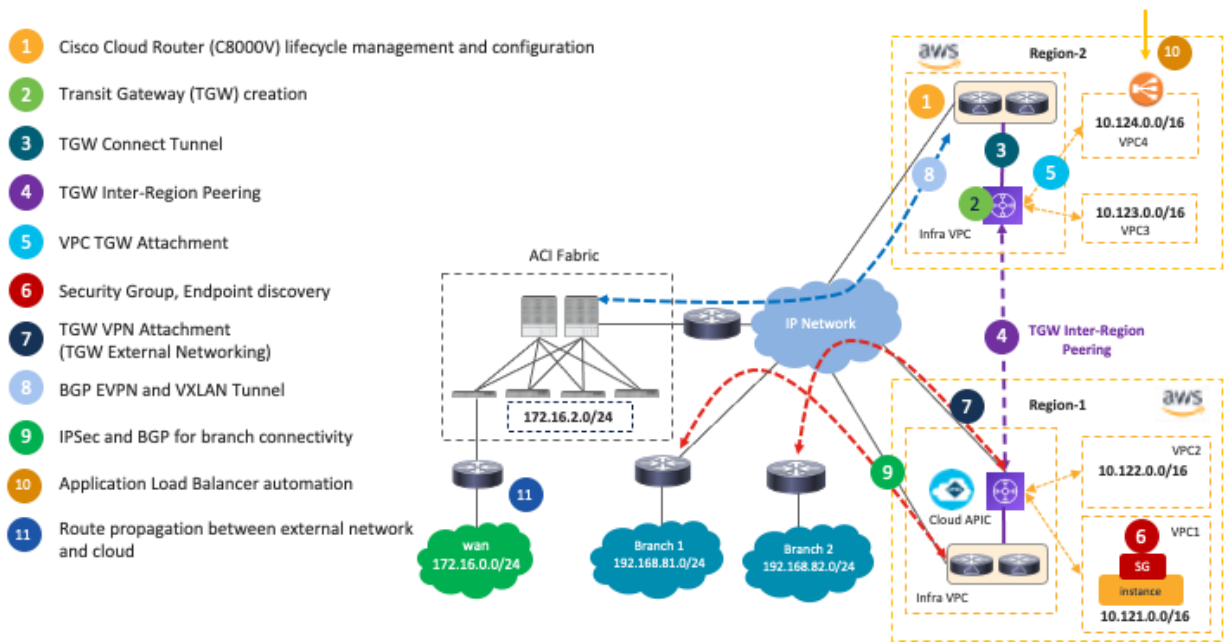 1
Cisco Cloud Router (C8000V) lifecycle management and configuration
2
Transit Gateway (TGW) creation
3
TGW Connect Tunnel
4
TGW Inter-Region Peering
5
VPC TGW Attachment
6
Security Group, Endpoint discovery
7
TGW VPN Attachment
(TGW External Networking)
8
BGP EVPN and VXLAN Tunnel
9
IPSec and BGP for branch connectivity
10
Application Load Balancer automation
11
Route propagation between external network
and cloud
aws
Region-2
10
1
10.124.0.0/16
VPC4
3
5
8
2
10.123.0.0/16
VPC3
Infra VPC
ACI Fabric
IP Network
4
TGW Inter-Region
Peering
172.16.2.0/24
7
Region-1
aws
VPC2
10.122.0.0/16
9
11
Cloud APIC
VPC1
6
SG
instance
10.121.0.0/16
Infra VPC
wan
172.16.0.0/24
Branch 1
192.168.81.0/24
Branch 2
192.168.82.0/24